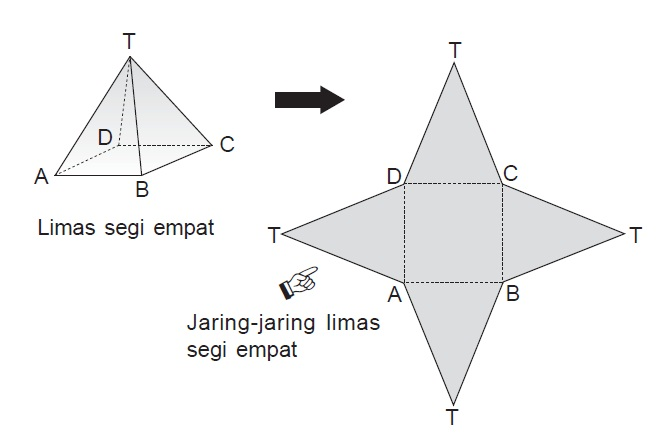 T
D
C
A
B
Limas segi empat
T
D
C
T
T
A
B
Jaring-jaring limas
segi empat
T